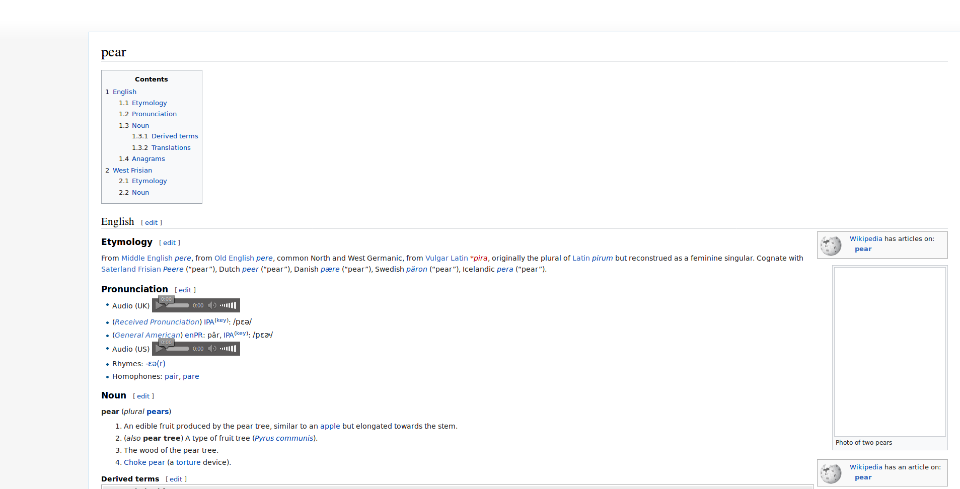 pear
Contents
1 English
1.1 Etymology
1.2 Pronunciation
1.3 Noun
1.3.1 Derived terms
1.3.2 Translations
1.4 Anagrams
2 West Frisian
2.1 Etymology
2.2 Noun
English [ edit ]
Wikipedia has articles on:
pear
Etymology [ edit ]
From Middle English pere, from Old English pere, common North and West Germanic, from Vulgar Latin *pira, originally the plural of Latin pirum but reconstrued as a feminine singular. Cognate with
Saterland Frisian Peere (“pear”), Dutch peer (“pear”), Danish pære (“pear”), Swedish päron (“pear”), Icelandic pera (“pear”).
Pronunciation [ edit ]
Audio (UK) 0:00 0:00
(Received Pronunciation) IPA(key): /pɛə/
(General American) enPR: pâr, IPA(key): /pɛɚ/
Audio (US) 0:00 0:00
Rhymes: -ɛə(r)
Homophones: pair, pare
Noun [ edit ]
pear (plural pears)
1. An edible fruit produced by the pear tree, similar to an apple but elongated towards the stem.
2. (also pear tree) A type of fruit tree (Pyrus communis).
3. The wood of the pear tree.
4. Choke pear (a torture device).
Photo of two pears
Wikipedia has an article on:
pear
Derived terms [ edit ]